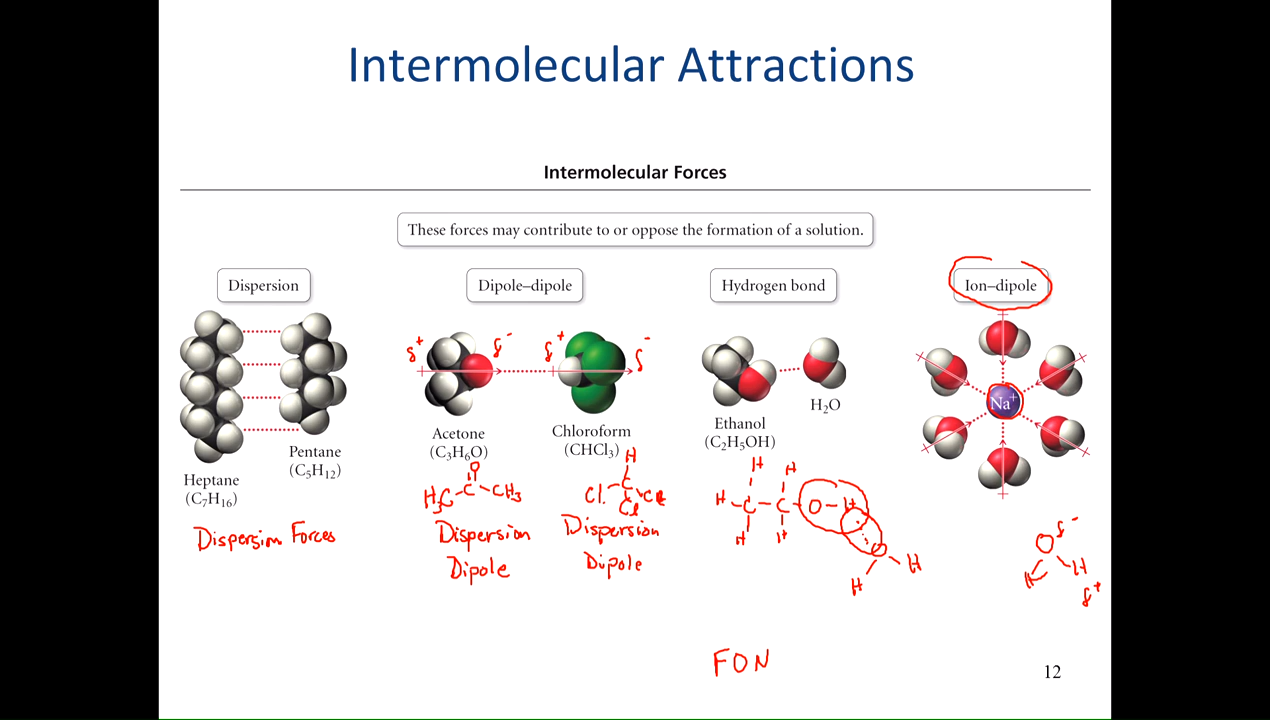 Intermolecular Attractions
Intermolecular Forces
These forces may contribute to or oppose the formation of a solution.
Dispersion
Dipole–dipole
Hydrogen bond
Ion–dipole
δ+
δ-
δ+
δ-
Na+
H2O
Acetone
(C3H6O)
Chloroform
(CHCl3)
Ethanol
(C2H5OH)
Pentane
(C5H12)
Heptane
(C7H16)
O
H3C-C-CH3
H
Cl C Cl
Cl
H H
H-C-C-O-H
H H
O
H H
Dispersion Forces
Dispersion
Dipole
Dispersion
Dipole
O δ-
H H
δ+
FON
12